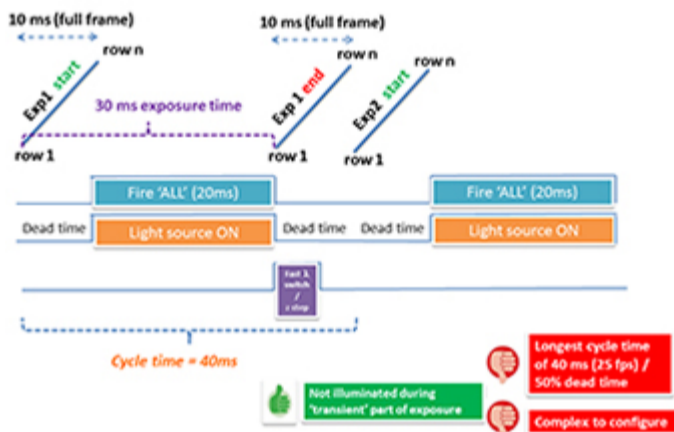 10 ms (full frame)
10 ms (full frame)
row n
row n
row n
Exp1 start
Exp 1 end
Exp2 start
30 ms exposure time
row 1
row 1
row 1
Fire 'ALL' (20ms)
Fire 'ALL' (20ms)
Dead time
Light source ON
Dead time
Dead time
Light source ON
Fast λ
switch
/
z step
Cycle time = 40ms
Not illuminated during
'transient' part of exposure
Longest cycle time
of 40 ms (25 fps) /
50% dead time
Complex to configure